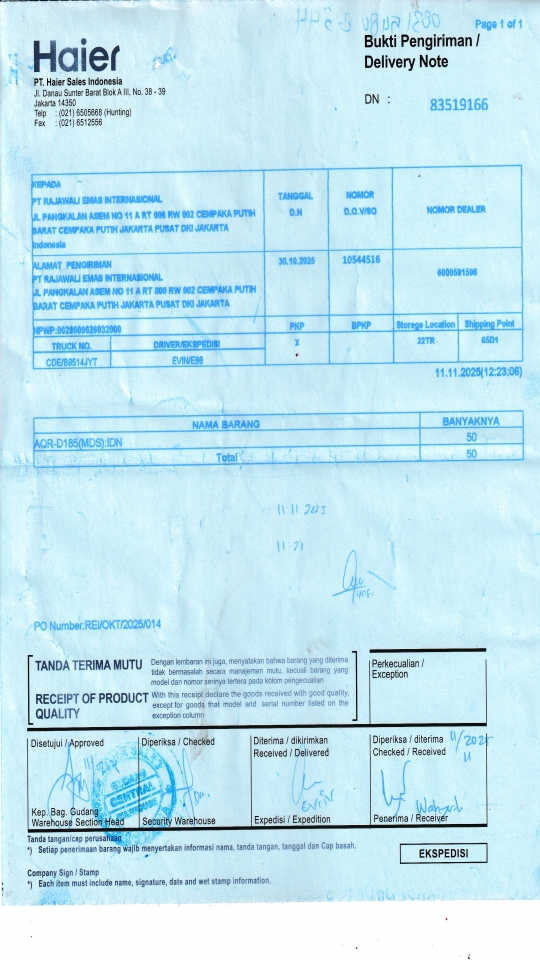 Page 1 of 1
Haier
Bukti Pengiriman /
Delivery Note
PT. Haier Sales Indonesia
Jl. Danau Sunter Barat Blok A III, No. 38 - 39
Jakarta 14350
Telp : (021) 6505668 (Hunting)
Fax : (021) 6512556
DN : 83519166
KEPADA
PT RAJAWALI EMAS INTERNASIONAL
JL PANGKALAN ASEM NO 11 A RT 006 RW 002 CEMPAKA PUTIH
BARAT CEMPAKA PUTIH JAKARTA PUSAT DKI JAKARTA
Indonesia
TANGGAL
D.N
NOMOR
D.O.V/SO
NOMOR DEALER
ALAMAT PENGIRIMAN
PT RAJAWALI EMAS INTERNASIONAL
JL PANGKALAN ASEM NO 11 A RT 006 RW 002 CEMPAKA PUTIH
BARAT CEMPAKA PUTIH JAKARTA PUSAT DKI JAKARTA
30.10.2025
10544516
NPWP:
PKP
BPKP
Storege Location
Shipping Point
TRUCK NO.
DRIVER/EKSPEDISI
X
22TR
65D1
CDE/B9514JYT
EVIN/E88
11.11.2025(12:23:06)
NAMA BARANG
BANYAKNYA
AQR-D185(MDS):IDN
50
Total
50
11 11 2025
11:21
PO Number:REI/OKT/2025/014
TANDA TERIMA MUTU
Dengan lembaran ini juga, menyatakan bahwa barang yang diterima
tidak bermasalah secara manajemen mutu, kecuali barang yang
model dan nomor serinya tertera pada kolom pengecualian
RECEIPT OF PRODUCT
QUALITY
With this receipt declare the goods received with good quality,
except for goods that model and serial number listed on the
exception column
Perkecualian /
Exception
Disetujui / Approved
Diperiksa / Checked
Diterima / dikirimkan
Received / Delivered
Diperiksa / diterima
Checked / Received
11/2025
11
CENTRAL
EVIN
Kep. Bag. Gudang
Warehouse Section Head
Security Warehouse
Expedisi / Expedition
Penerima / Receiver
Tanda tangan/cap perusahaan
*) Setiap penerimaan barang wajib menyertakan informasi nama, tanda tangan, tanggal dan Cap basah.
EKSPEDISI
Company Sign / Stamp
*) Each item must include name, signature, date and wet stamp information.